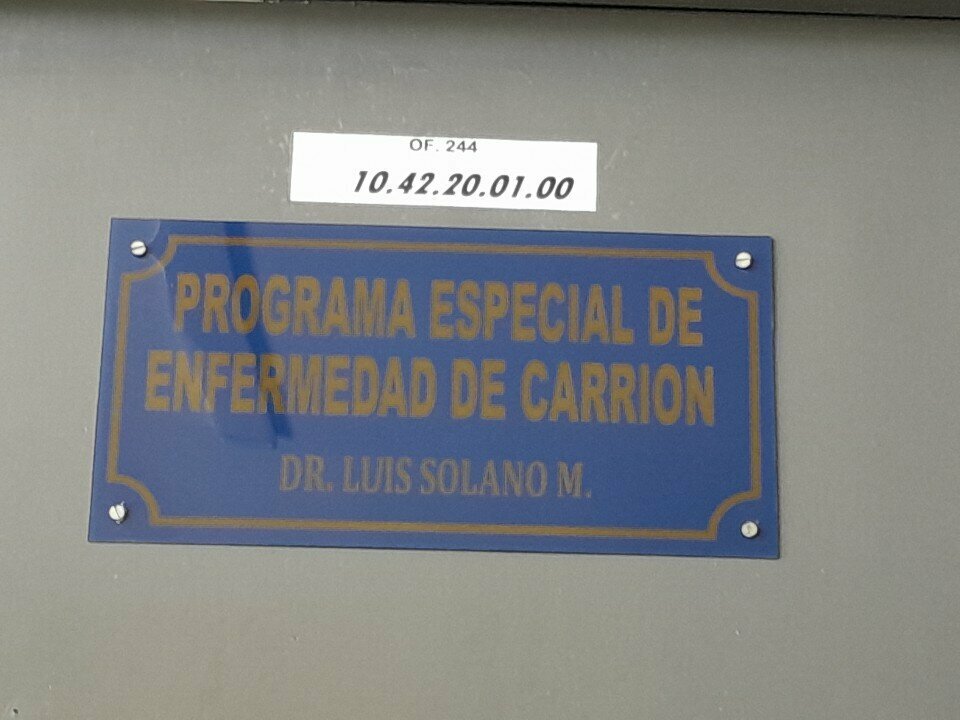 OF. 244
10.42.20.01.00
PROGRAMA ESPECIAL DE
ENFERMEDAD DE CARRION
DR. LUIS SOLANO M.